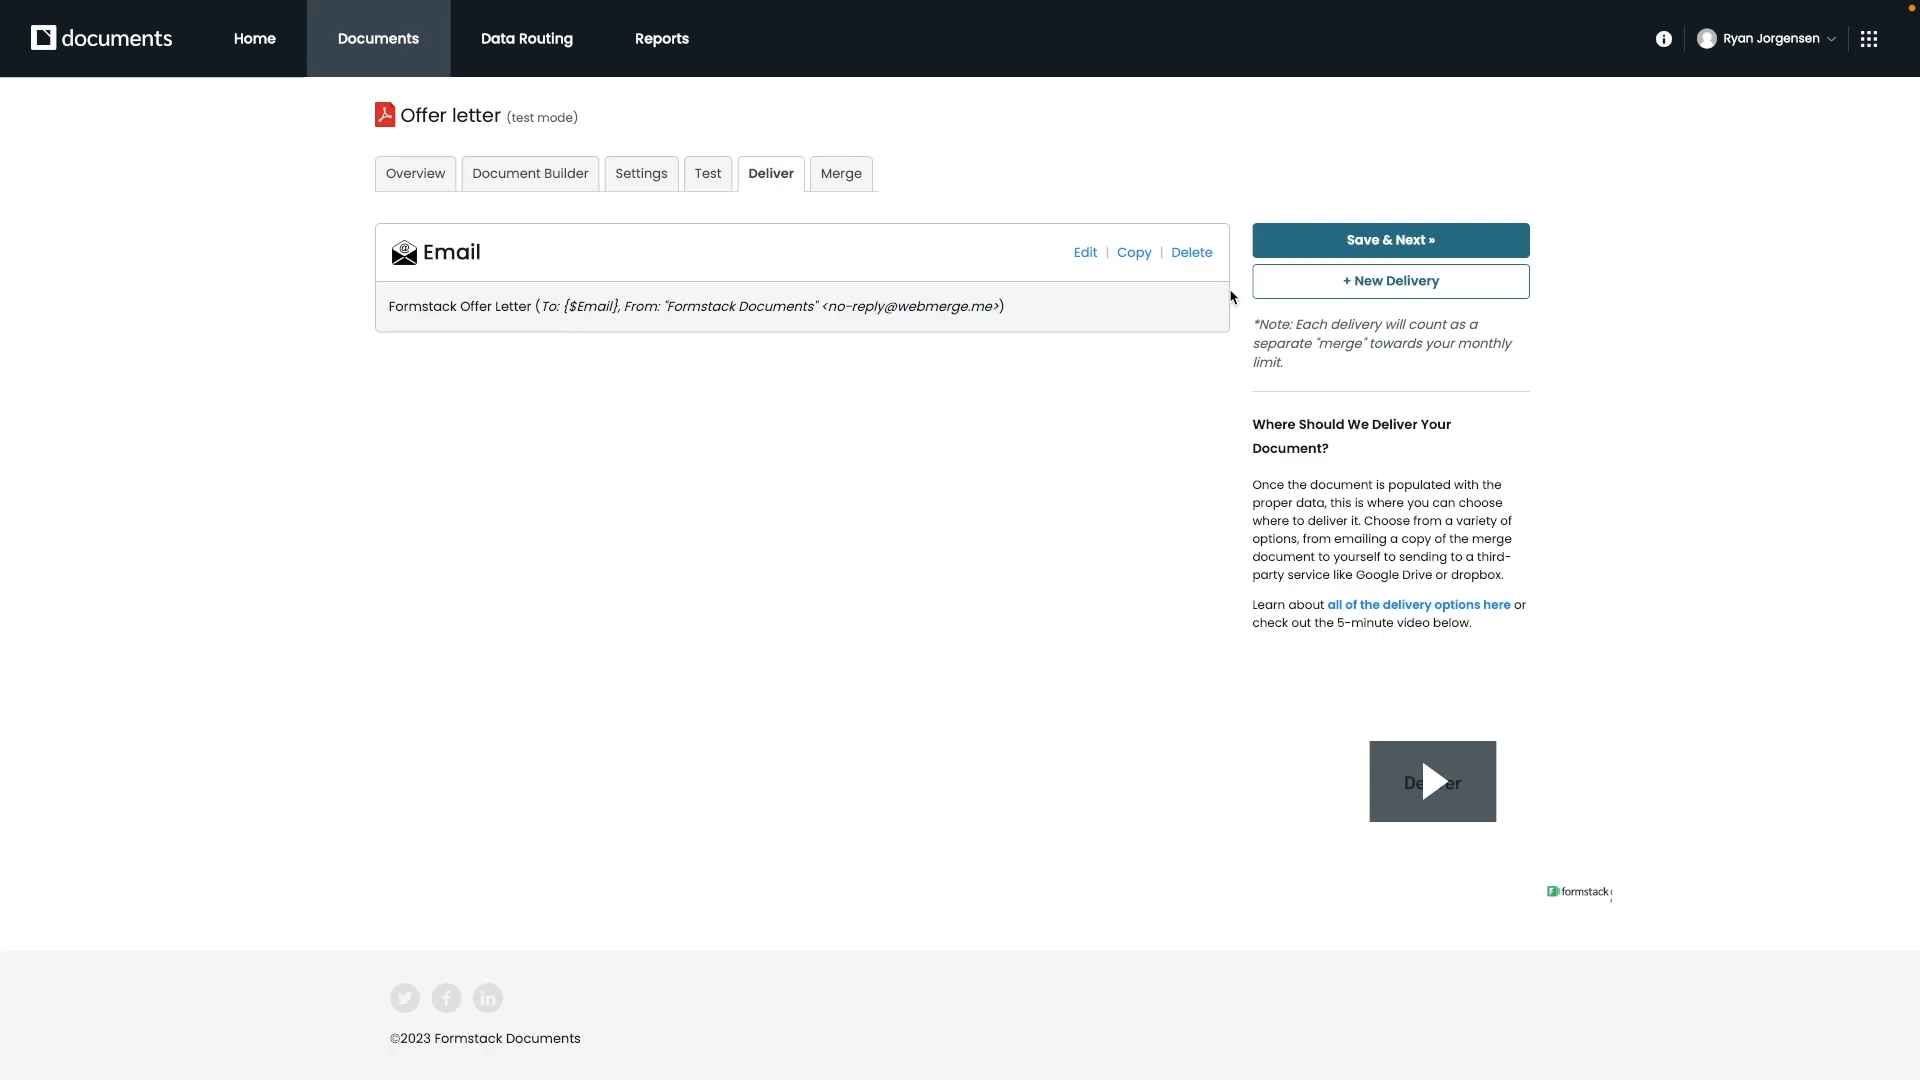 documents
Home
Documents
Data Routing
Reports
Ryan Jorgensen
Offer letter (test mode)
Overview
Document Builder
Settings
Test
Deliver
Merge
Email
Edit | Copy | Delete
Formstack Offer Letter (To: {$Email}, From: "Formstack Documents" <no-reply@webmerge.me>)
Save & Next »
+ New Delivery
*Note: Each delivery will count as a
separate "merge" towards your monthly
limit.
Where Should We Deliver Your
Document?
Once the document is populated with the
proper data, this is where you can choose
where to deliver it. Choose from a variety of
options, from emailing a copy of the merge
document to yourself to sending to a third-
party service like Google Drive or dropbox.
Learn about all of the delivery options here or
check out the 5-minute video below.
formstack
©2023 Formstack Documents